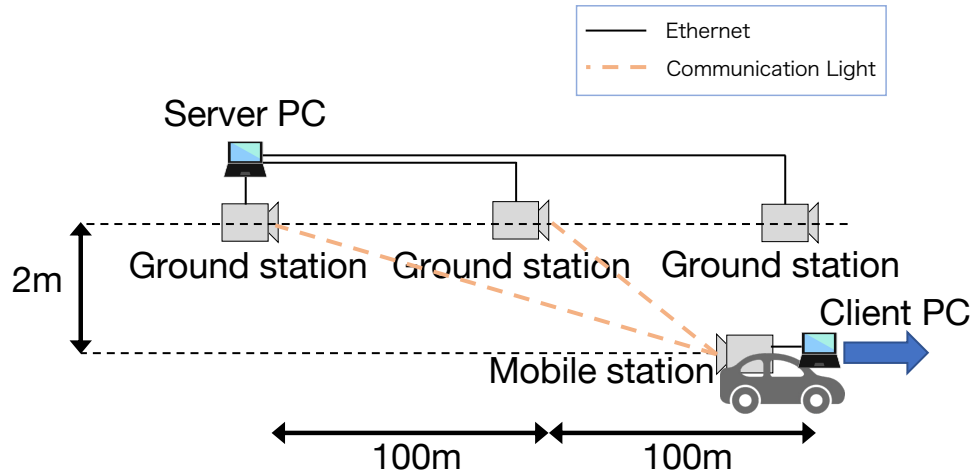 Ethernet
Communication Light
Server PC
Ground station
Ground station
Ground station
2m
Client PC
Mobile station
100m
100m